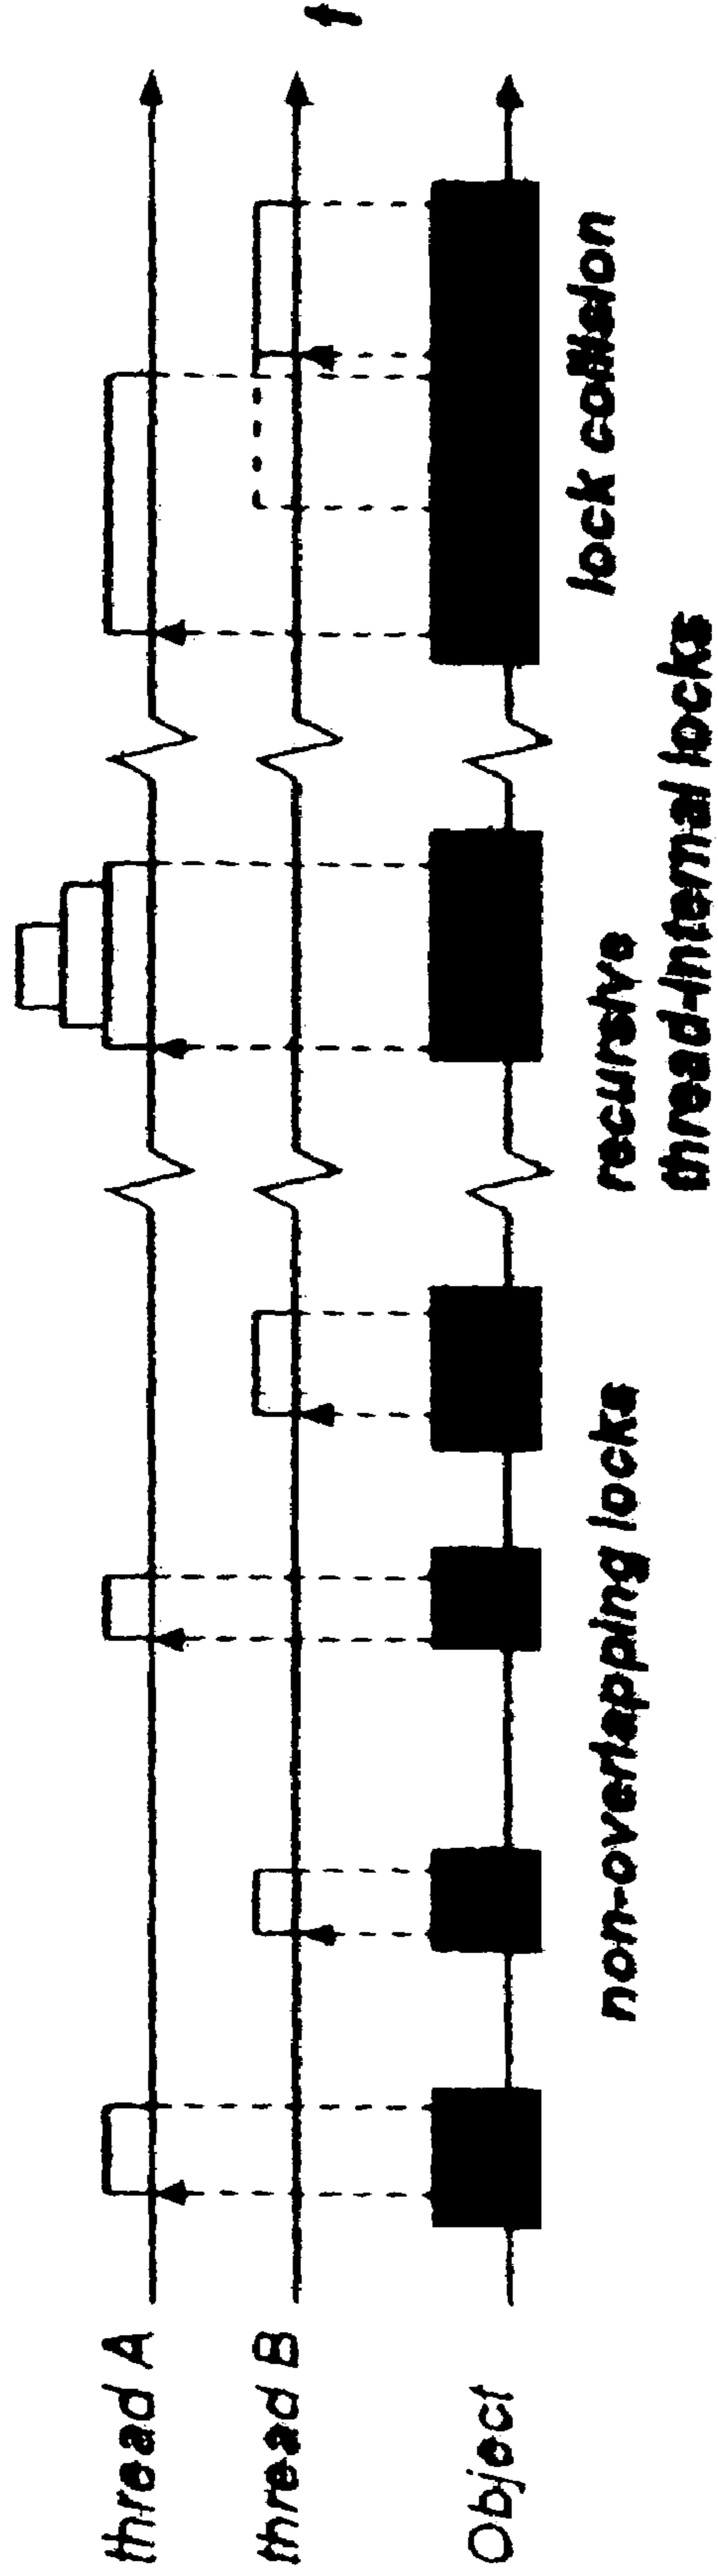 thread A
thread B
Object
t
non-overlapping locks
recursive
thread-internal locks
lock collision